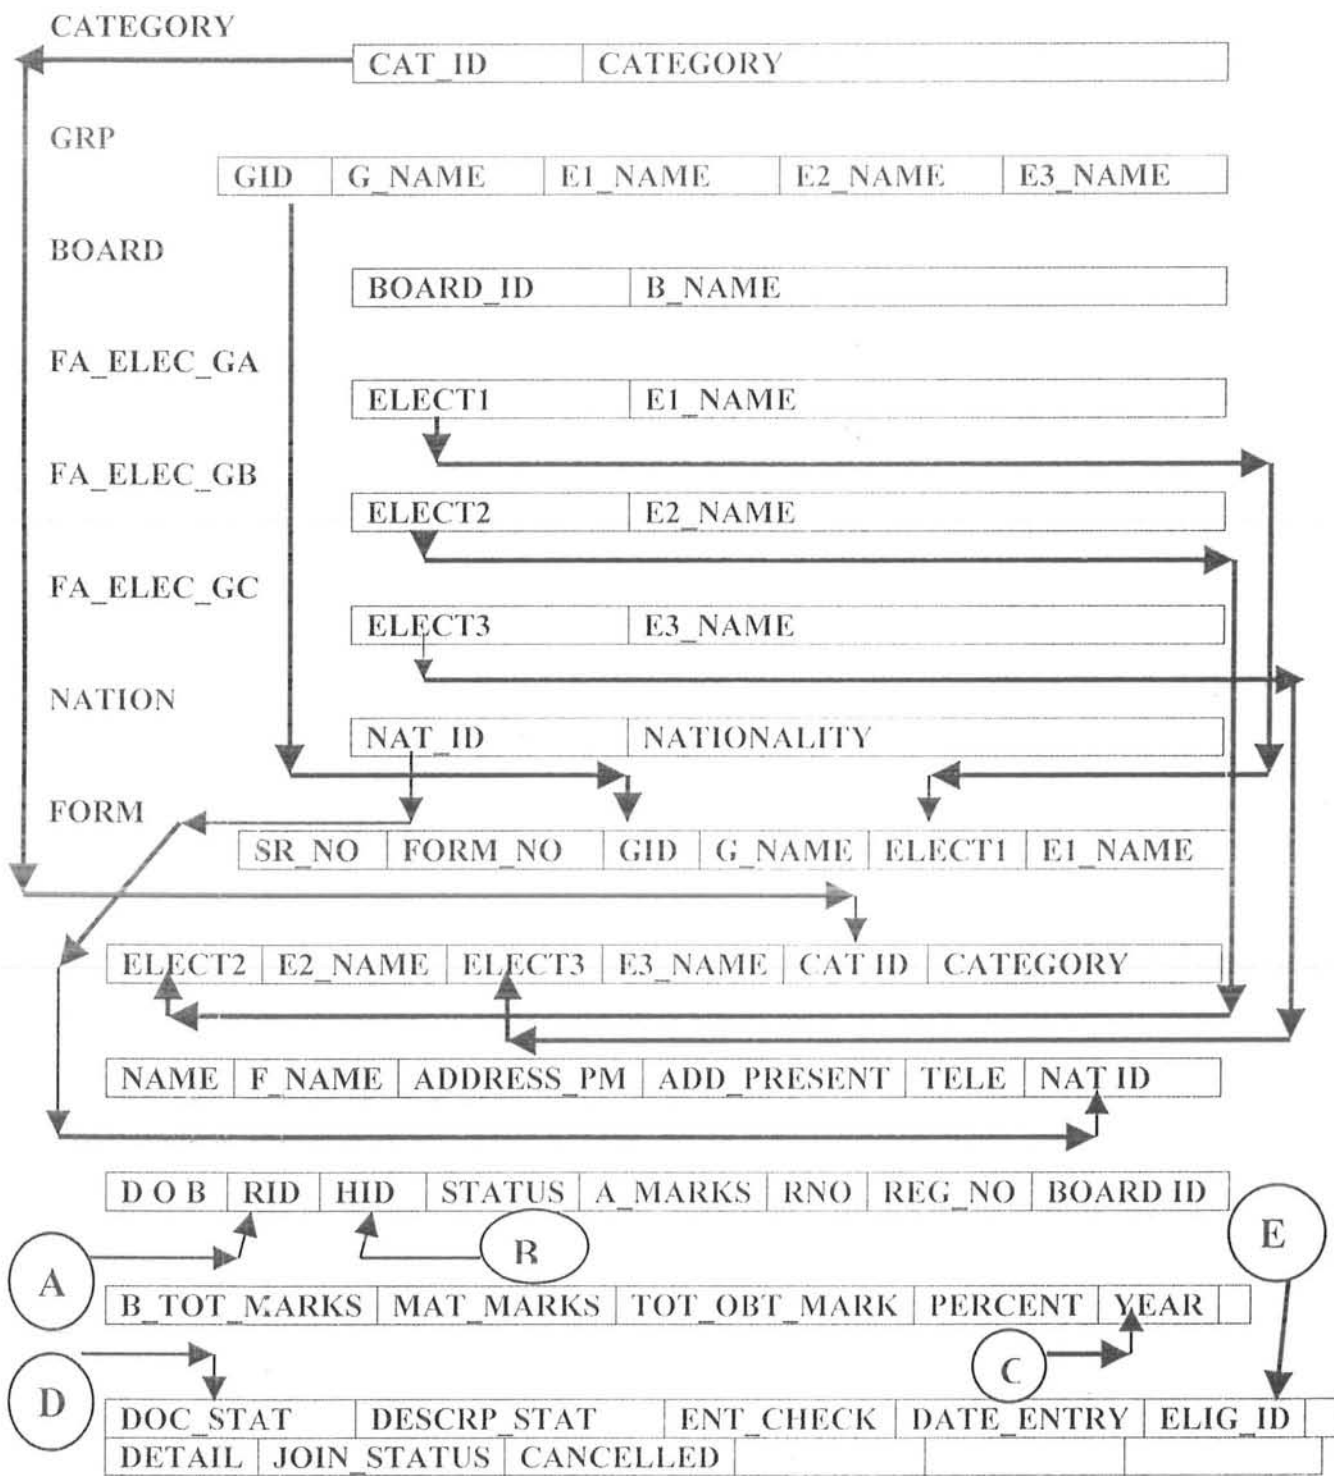 CATEGORY
CAT_ID CATEGORY
GRP
GID G_NAME E1_NAME E2_NAME E3_NAME
BOARD
BOARD_ID B_NAME
FA_ELEC_GA
ELECT1 E1_NAME
FA_ELEC_GB
ELECT2 E2_NAME
FA_ELEC_GC
ELECT3 E3_NAME
NATION
NAT_ID NATIONALITY
FORM
SR_NO FORM_NO GID G_NAME ELECT1 E1_NAME
ELECT2 E2_NAME ELECT3 E3_NAME CAT ID CATEGORY
NAME F_NAME ADDRESS_PM ADD_PRESENT TELE NAT ID
D O B RID HID STATUS A_MARKS RNO REG_NO BOARD ID
E
B
A
B_TOT_MARKS MAT_MARKS TOT_OBT_MARK PERCENT YEAR
C
D
DOC_STAT DESCRP_STAT ENT_CHECK DATE_ENTRY ELIG_ID
DETAIL JOIN_STATUS CANCELLED